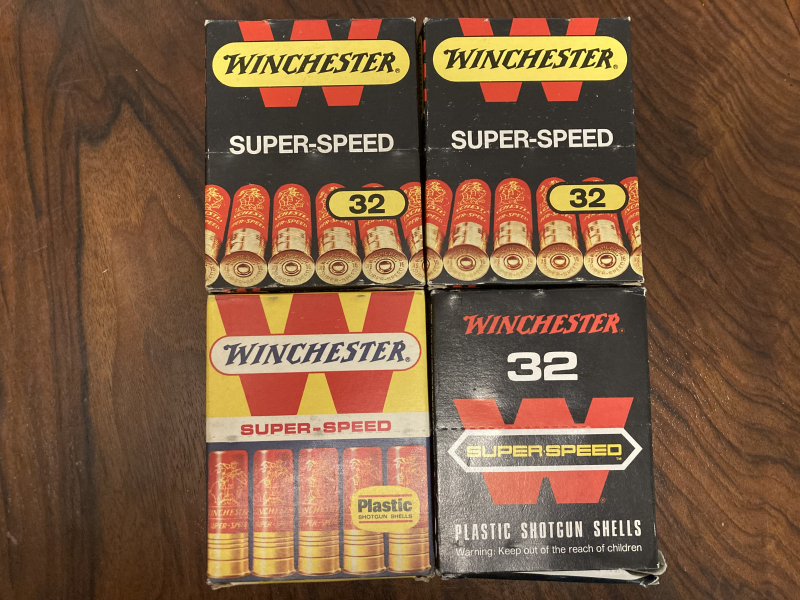 WINCHESTER®
SUPER-SPEED
32
WINCHESTER®
SUPER-SPEED
32
WINCHESTER®
SUPER-SPEED
Plastic
SHOTGUN SHELLS
WINCHESTER
32
SUPER SPEED
PLASTIC SHOTGUN SHELLS
Warning: Keep out of the reach of children